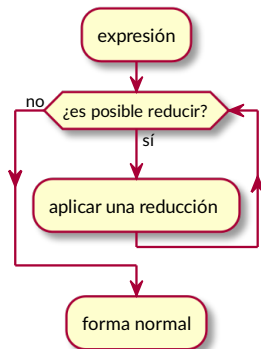 expresión
no
¿es posible reducir?
sí
aplicar una reducción
forma normal